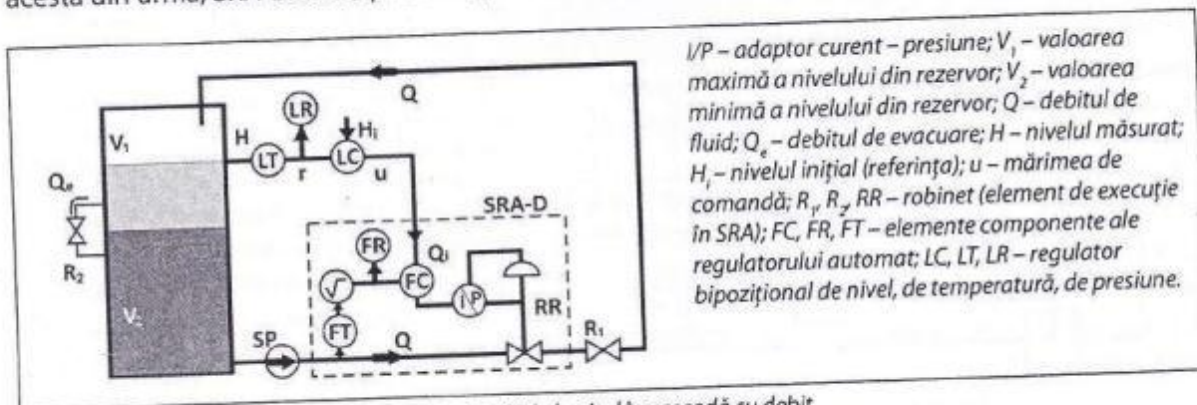 I/P – adaptor curent – presiune; V₁ – valoarea
maximă a nivelului din rezervor; V₂ – valoarea
minimă a nivelului din rezervor; Q – debitul de
fluid; Qₑ – debitul de evacuare; H – nivelul măsurat;
Hᵢ – nivelul inițial (referința); u – mărimea de
comandă; R₁, R₂, RR – robinet (element de execuție
în SRA); FC, FR, FT – elemente componente ale
regulatorului automat; LC, LT, LR – regulator
bipozițional de nivel, de temperatură, de presiune.
Q
LR
V₁
H
Hᵢ
LT
LC
r
u
Qₑ
SRA-D
FR
Qᵢ
R₂
√
FC
I/P
V₂
FT
RR
SP
Q
R₁
cu debit